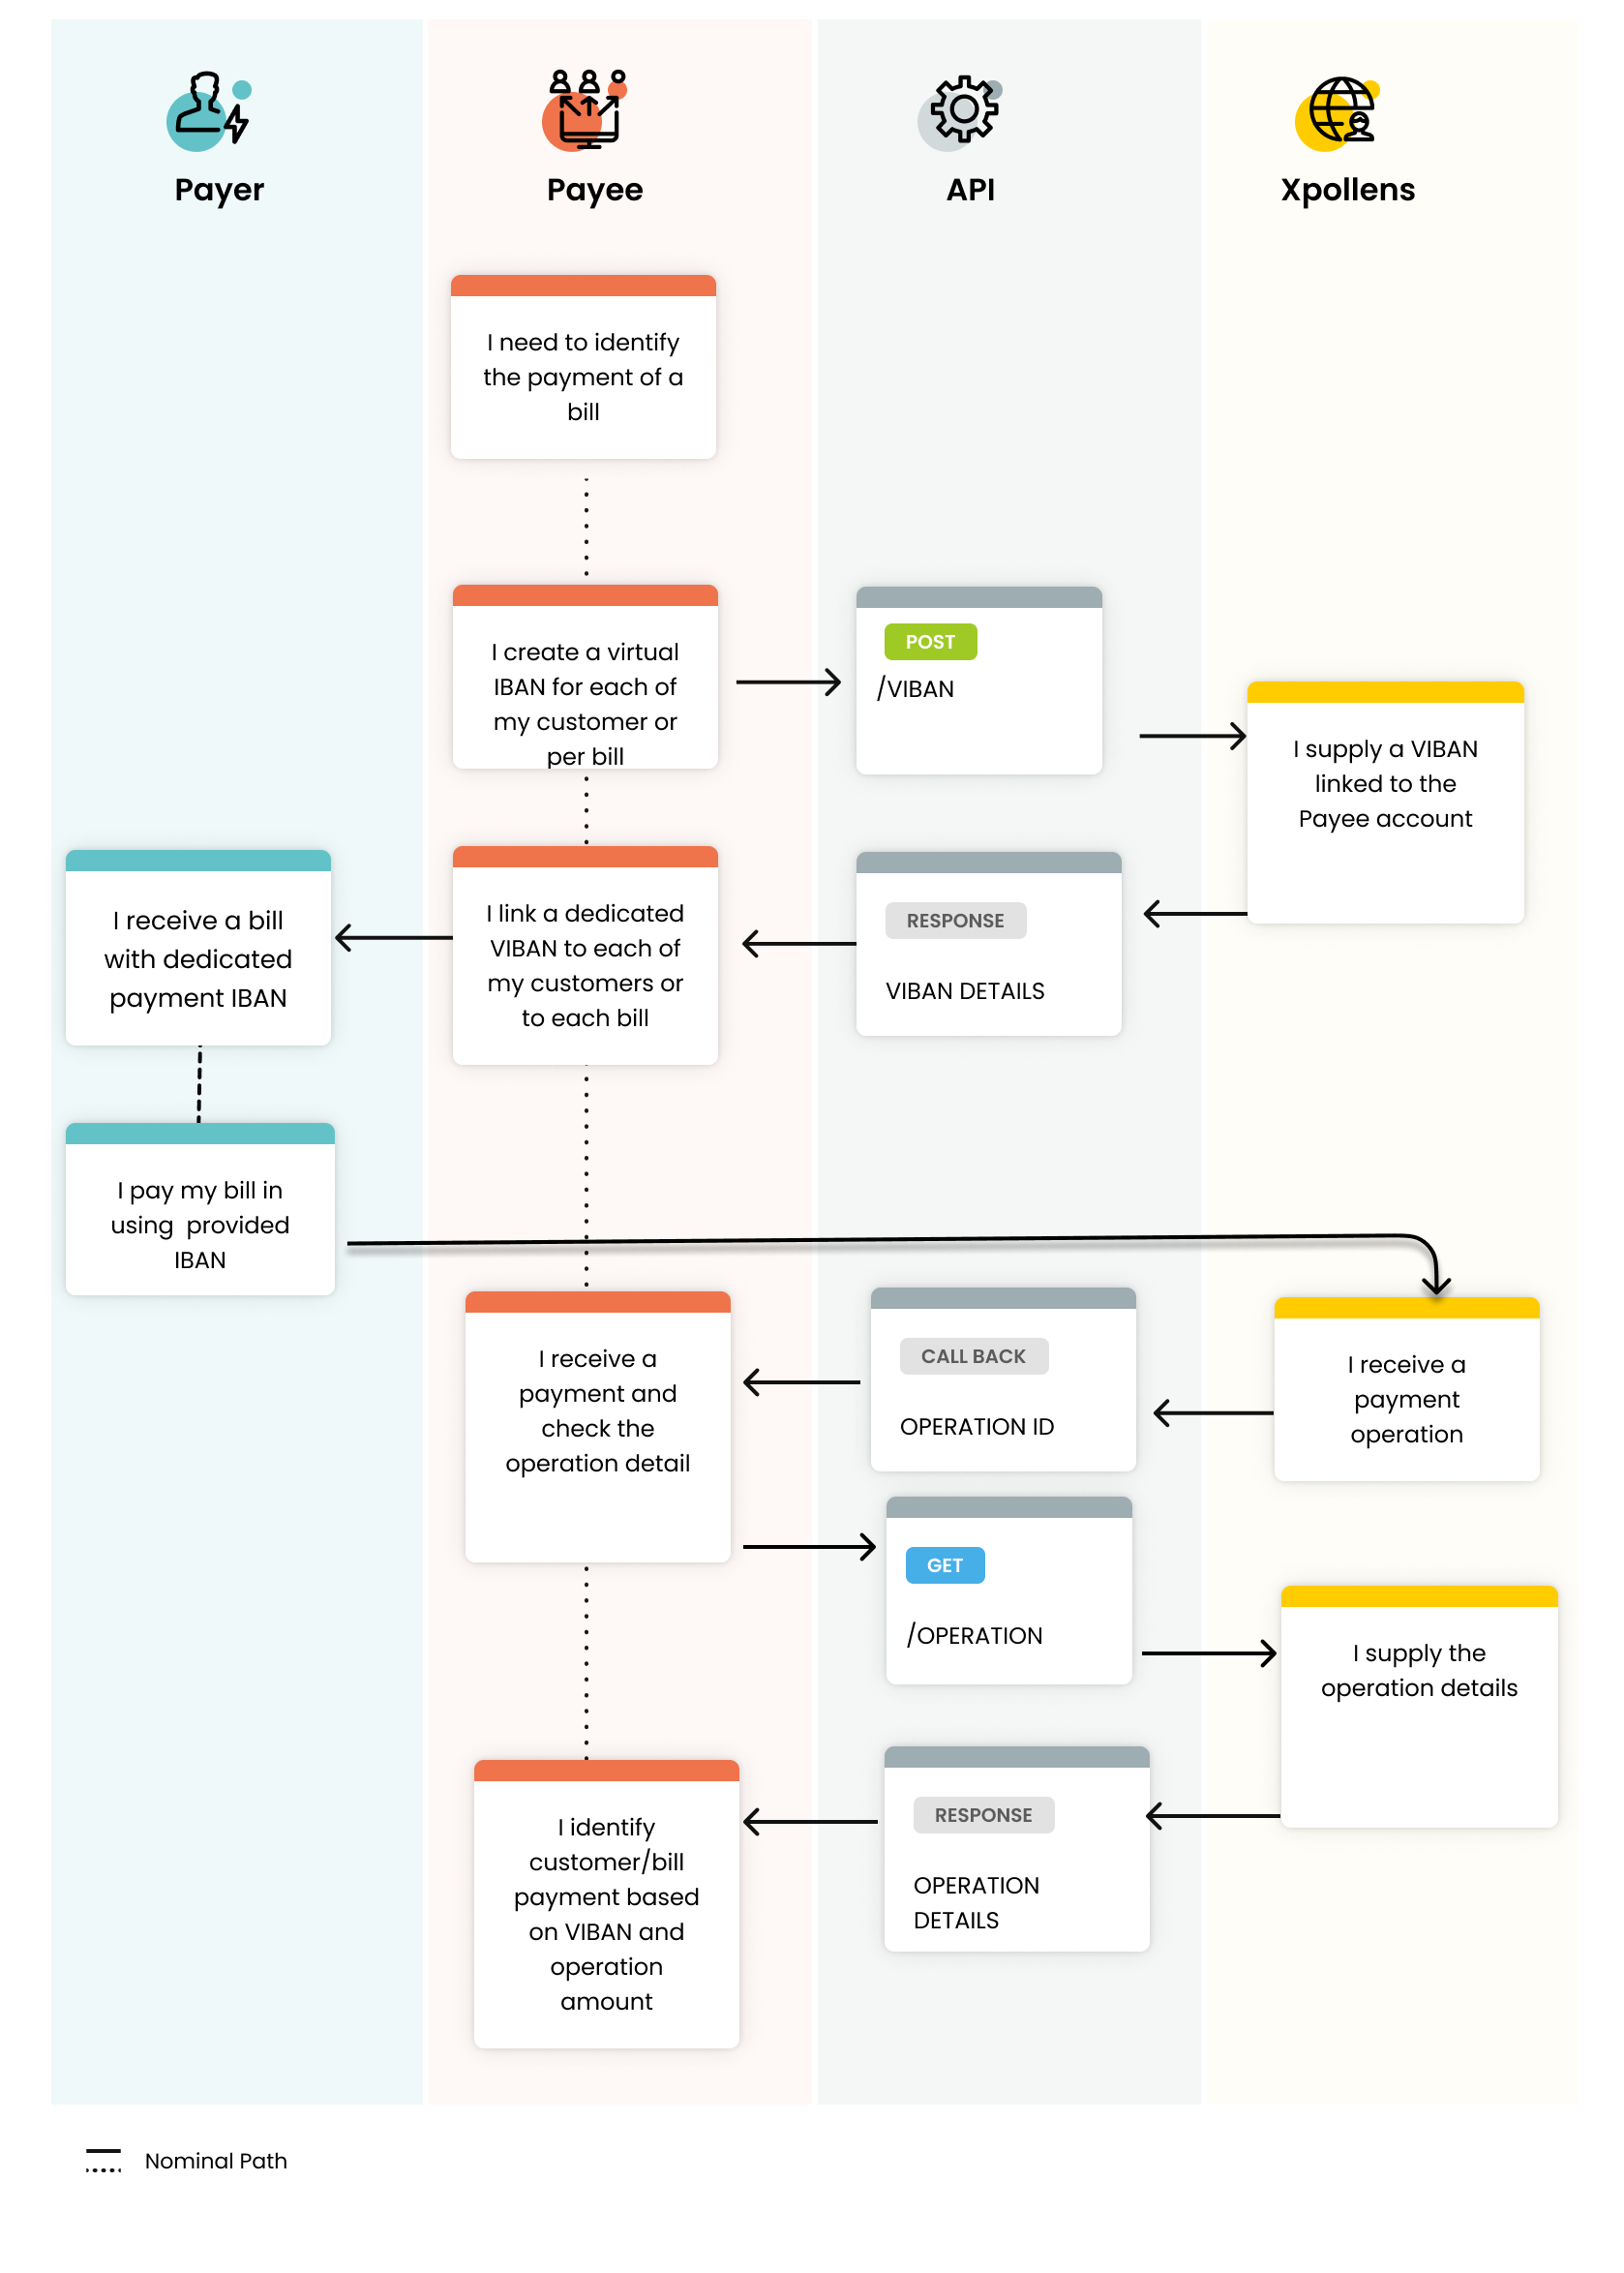 Payer
Payee
API
Xpollens
I need to identify
the payment of a
bill
I create a virtual
IBAN for each of
my customer or
per bill
POST
/VIBAN
I supply a VIBAN
linked to the
Payee account
I receive a bill
with dedicated
payment IBAN
I link a dedicated
VIBAN to each of
my customers or
to each bill
RESPONSE
VIBAN DETAILS
I pay my bill in
using  provided
IBAN
I receive a
payment and
check the
operation detail
CALL BACK
OPERATION ID
I receive a
payment
operation
GET
/OPERATION
I supply the
operation details
I identify
customer/bill
payment based
on VIBAN and
operation
amount
RESPONSE
OPERATION
DETAILS
Nominal Path